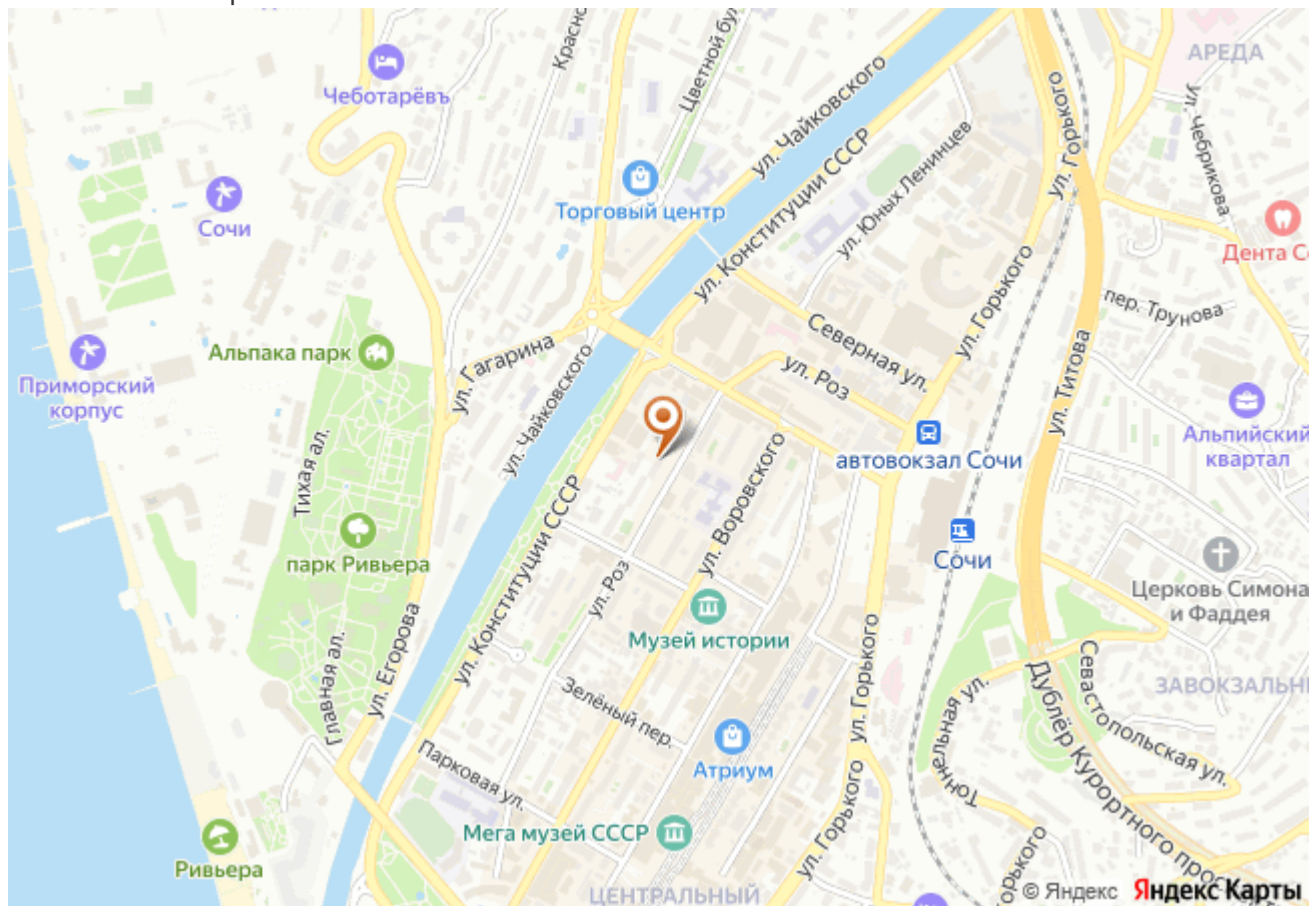 Чеботарёвъ
Красно
Цветной бу
ул. Чайковского
АРЕДА
ул. Чебрикова
ул. Горького
Сочи
Торговый центр
ул. Конституции СССР
ул. Юных Ленинцев
Дента С
Приморский
корпус
Альпака парк
ул. Гагарина
ул. Чайковского
Северная ул.
ул. Роз
ул. Горького
пер. Трунова
ул. Титова
Альпийский
квартал
автовокзал Сочи
Тихая ал.
ул. Конституции СССР
ул. Воровского
Сочи
парк Ривьера
ул. Роз
Церковь Симона
и Фаддея
Музей истории
Главная ал.
ул. Егорова
ул. Горького
Зелёный пер.
Тоннельная ул.
Севастопольская ул.
ЗАВОКЗАЛЬНЫ
Дублёр Курортного прос
Атриум
Парковая ул.
ул. Горького
Мега музей СССР
Ривьера
ЦЕНТРАЛЬНЫЙ
орького
© Яндекс Яндекс Карты